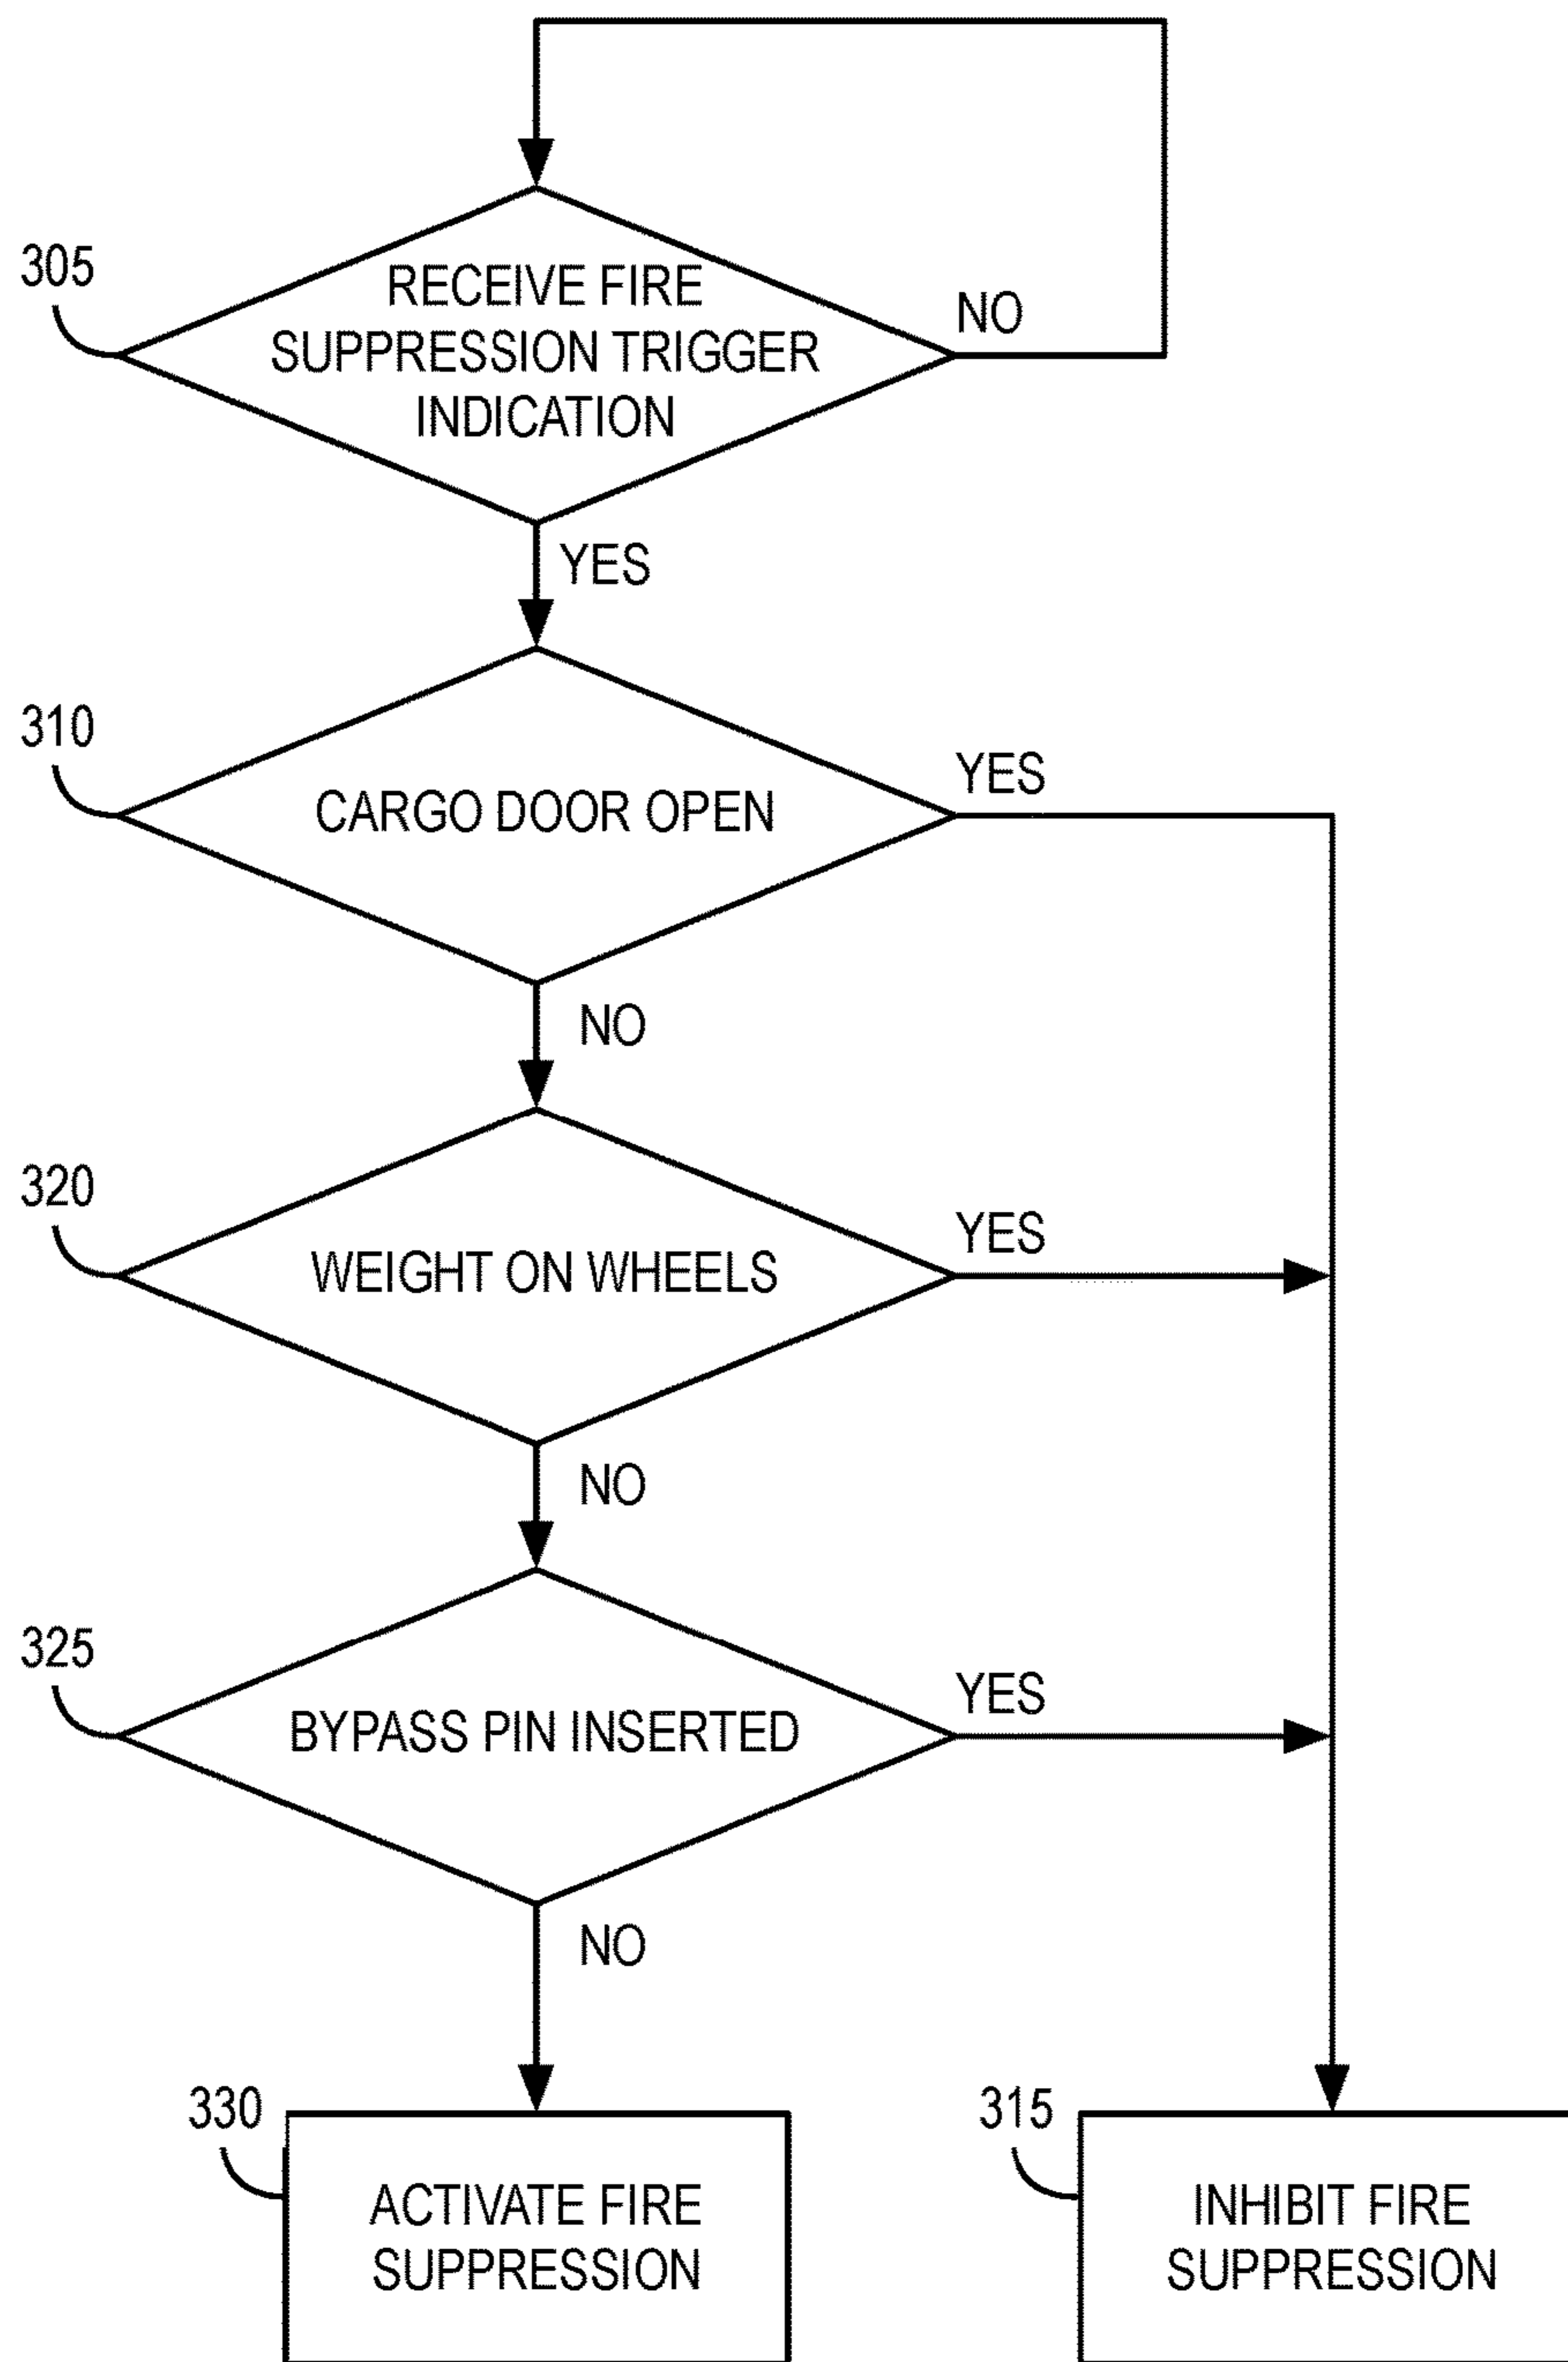 305
RECEIVE FIRE
SUPPRESSION TRIGGER
INDICATION
NO
YES
310
CARGO DOOR OPEN
YES
NO
320
WEIGHT ON WHEELS
YES
NO
325
BYPASS PIN INSERTED
YES
NO
330
ACTIVATE FIRE
SUPPRESSION
315
INHIBIT FIRE
SUPPRESSION